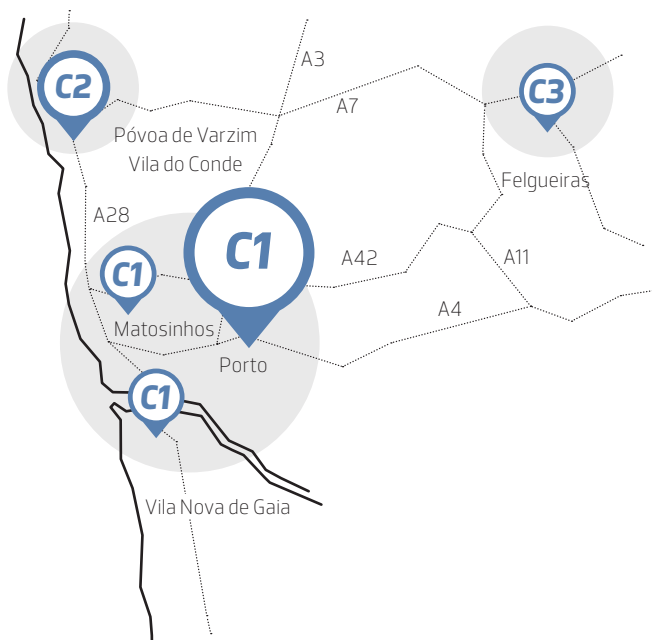 A3
C2
C3
A7
Póvoa de Varzim
Vila do Conde
Felgueiras
A28
C1
C1
A42
A11
A4
Matosinhos
Porto
C1
Vila Nova de Gaia